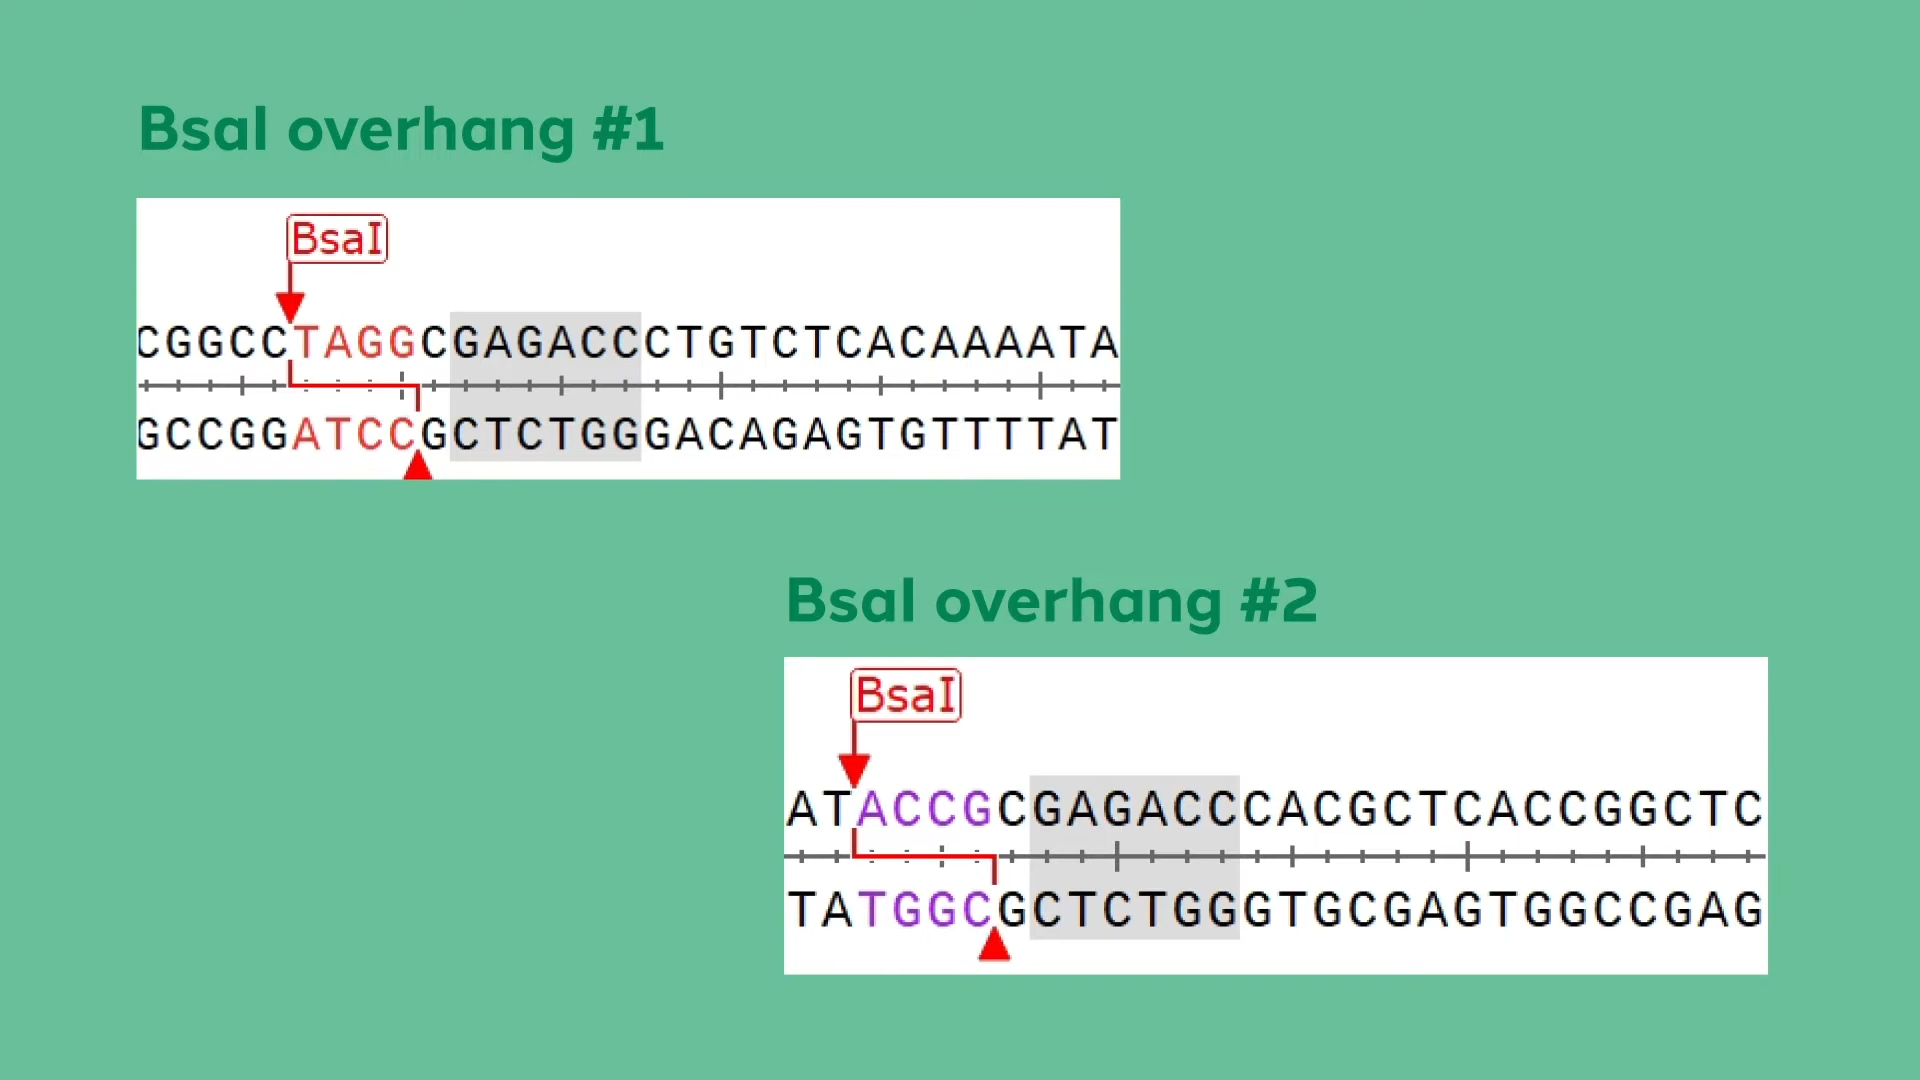 BsaI overhang #1
BsaI
CGGCCTAGGCGAGACCCTGTCTCACAAAATA
GCCGGATCCGCTCTGGGACAGAGTGTTTTAT
BsaI overhang #2
BsaI
ATACCGCGAGACCCACGCTCACCGGCTC
TATGGCGCTCTGGGTGCGAGTGGCCGAG